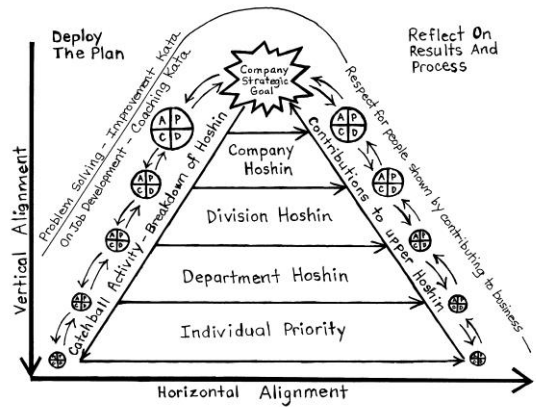 Deploy
The Plan
Reflect On
Results And
Process
Problem Solving - Improvement Kata
On Job Development - Coaching Kata
Catchball Activity - Breakdown of Hoshin
Company
Strategic
Goal
Contributions to upper Hoshin
Respect for people shown by contributing to business
A P
C D
A P
C D
A P
C D
A P
C D
A P
C D
A P
C D
A P
C D
A P
C D
A P
C D
A P
C D
Company
Hoshin
Division Hoshin
Department Hoshin
Individual Priority
Vertical Alignment
Horizontal Alignment